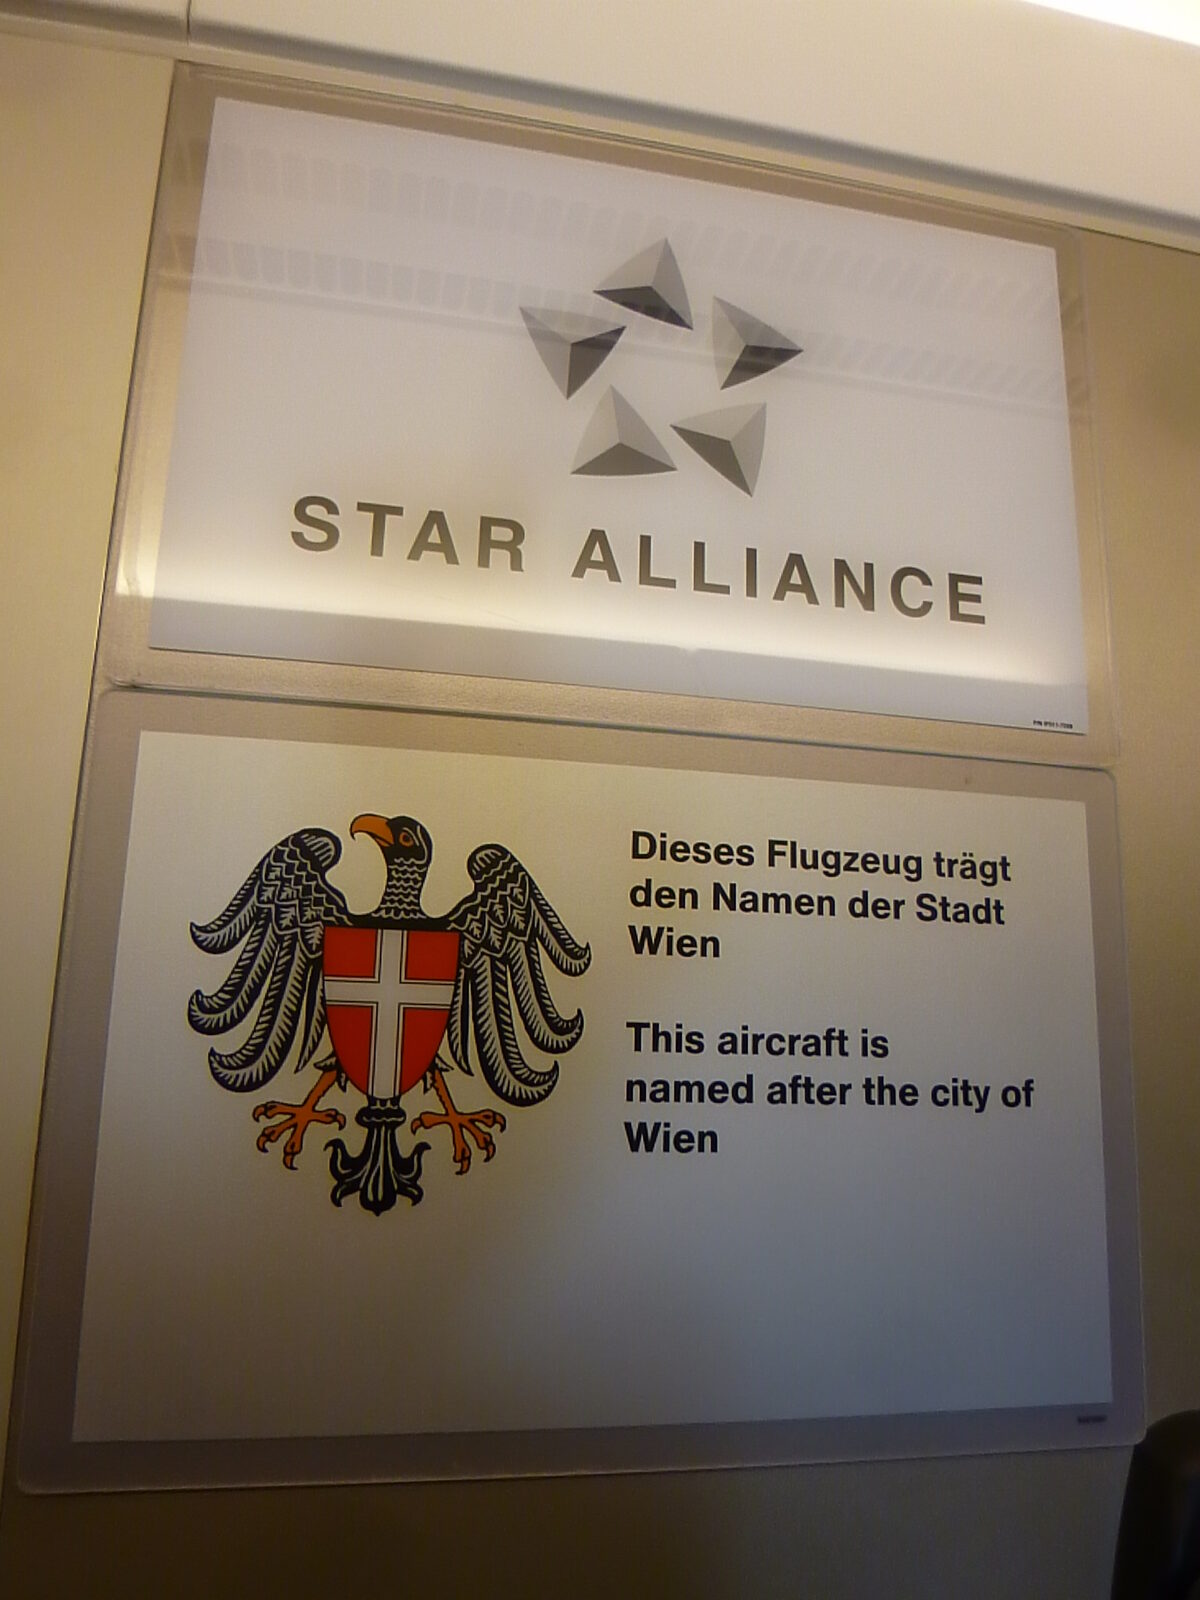 STAR ALLIANCE
Dieses Flugzeug trägt
den Namen der Stadt
Wien
This aircraft is
named after the city of
Wien